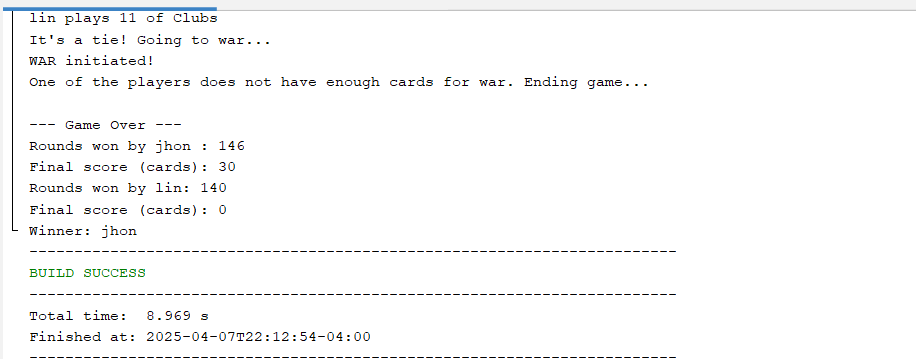 lin plays 11 of Clubs
It's a tie! Going to war...
WAR initiated!
One of the players does not have enough cards for war. Ending game...
--- Game Over ---
Rounds won by jhon : 146
Final score (cards): 30
Rounds won by lin: 140
Final score (cards): 0
Winner: jhon
------------------------------------------------------------------------
BUILD SUCCESS
------------------------------------------------------------------------
Total time:  8.969 s
Finished at: 2025-04-07T22:12:54-04:00
------------------------------------------------------------------------